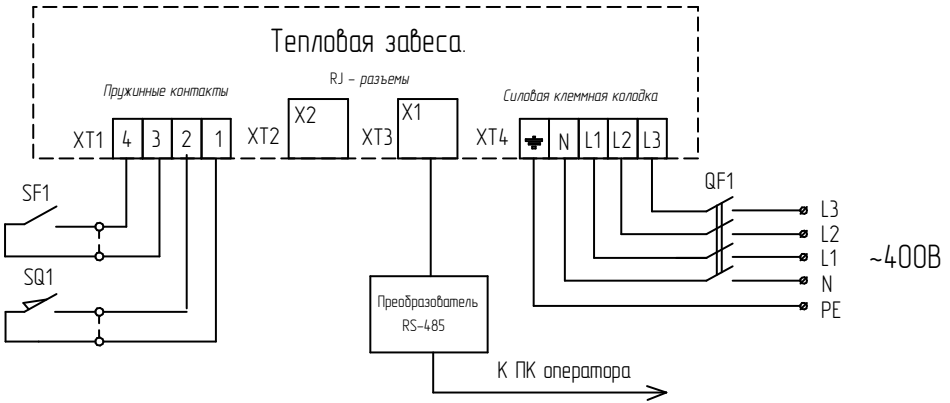 Тепловая завеса.
RJ – разъемы
Пружинные контакты
Силовая клеммная колодка
XT1 4 3 2 1
XT2 X2
XT3 X1
XT4 N L1 L2 L3
SF1
QF1
L3
L2
L1
N
PE
~400В
SQ1
Преобразователь
RS-485
К ПК оператора